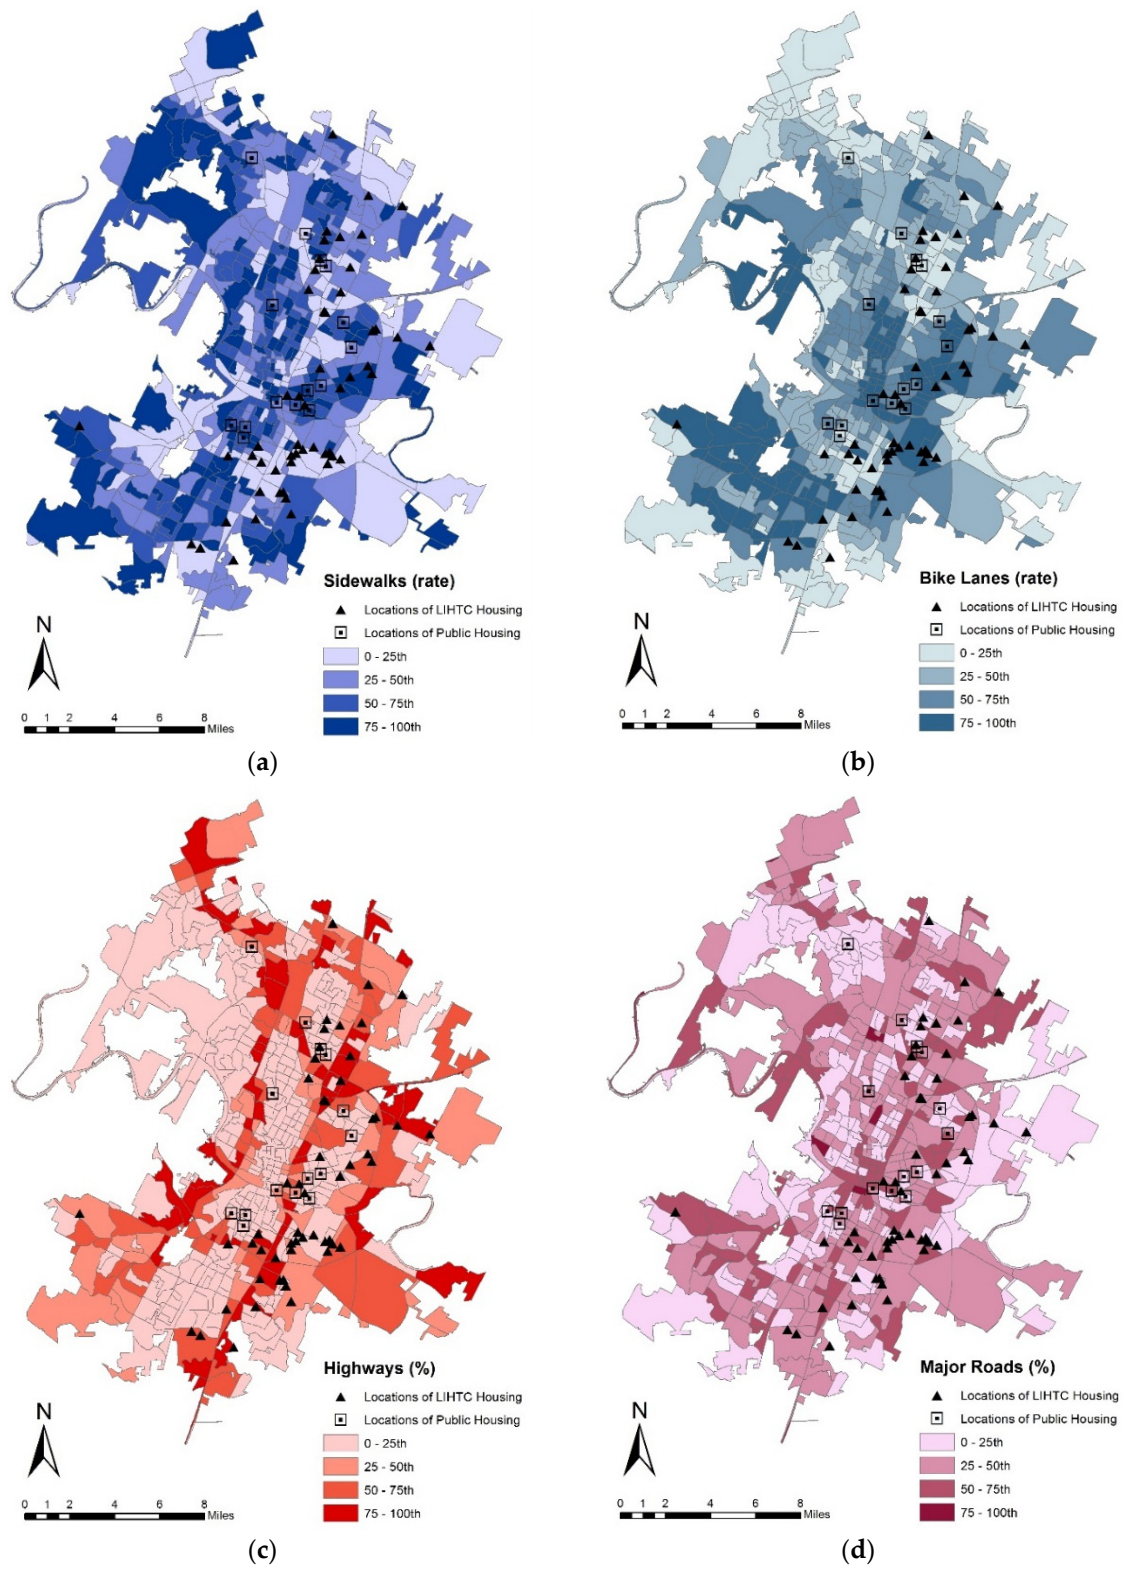 Sidewalks (rate)
Locations of LIHTC Housing
Locations of Public Housing
0 - 25th
25 - 50th
50 - 75th
75 - 100th
N
0 1 2 4 6 8
Miles
(a)
Bike Lanes (rate)
Locations of LIHTC Housing
Locations of Public Housing
0 - 25th
25 - 50th
50 - 75th
75 - 100th
N
0 1 2 4 6 8
Miles
(b)
Highways (%)
Locations of LIHTC Housing
Locations of Public Housing
0 - 25th
25 - 50th
50 - 75th
75 - 100th
N
0 1 2 4 6 8
Miles
(c)
Major Roads (%)
Locations of LIHTC Housing
Locations of Public Housing
0 - 25th
25 - 50th
50 - 75th
75 - 100th
N
0 1 2 4 6 8
Miles
(d)